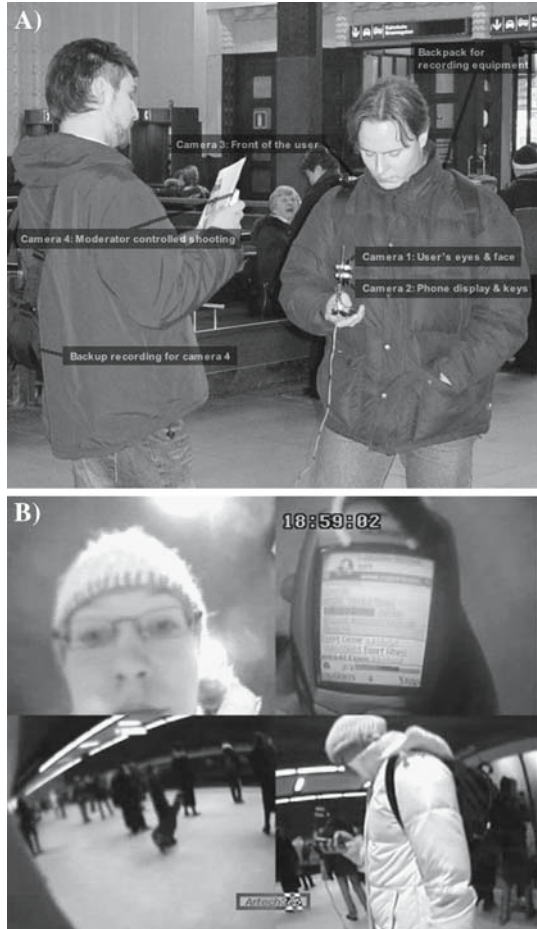 A)
Backpack for
recording equipment
Camera 3: Front of the user
Camera 4: Moderator controlled shooting
Camera 1: User's eyes & face
Camera 2: Phone display & keys
Backup recording for camera 4
B)
18:59:02